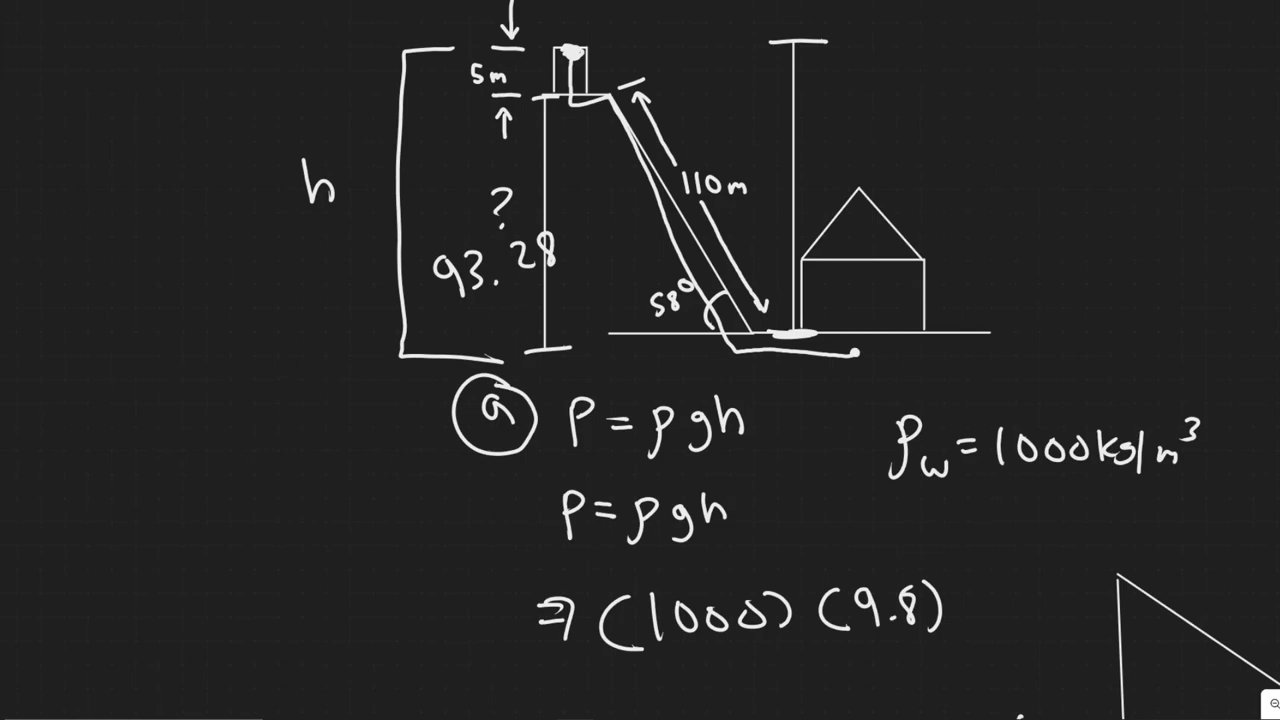 5m
h
110m
?
93.28
58°
a P = ρgh
ρw = 1000kg/m³
P = ρgh
⇒ (1000) (9.8)